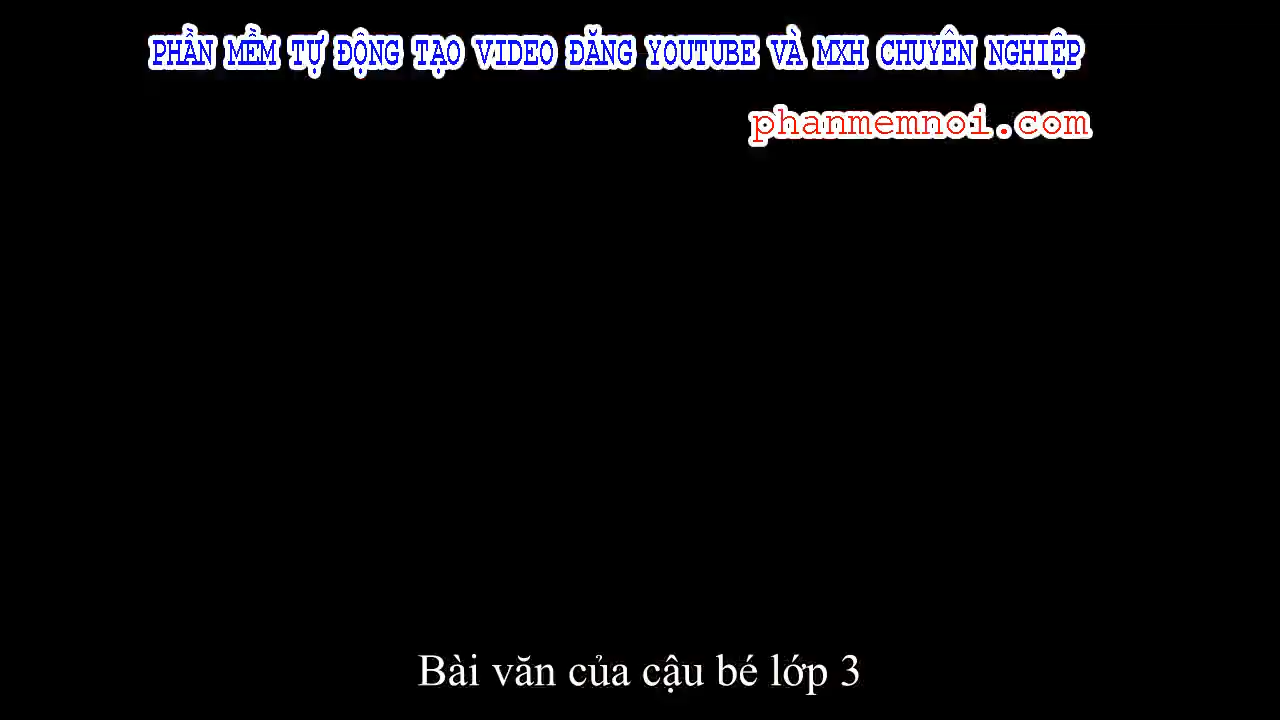 PHẦN MỀM TỰ ĐỘNG TẠO VIDEO ĐĂNG YOUTUBE VÀ MXH CHUYÊN NGHIỆP
phanmemnoi.com
Bài văn của cậu bé lớp 3